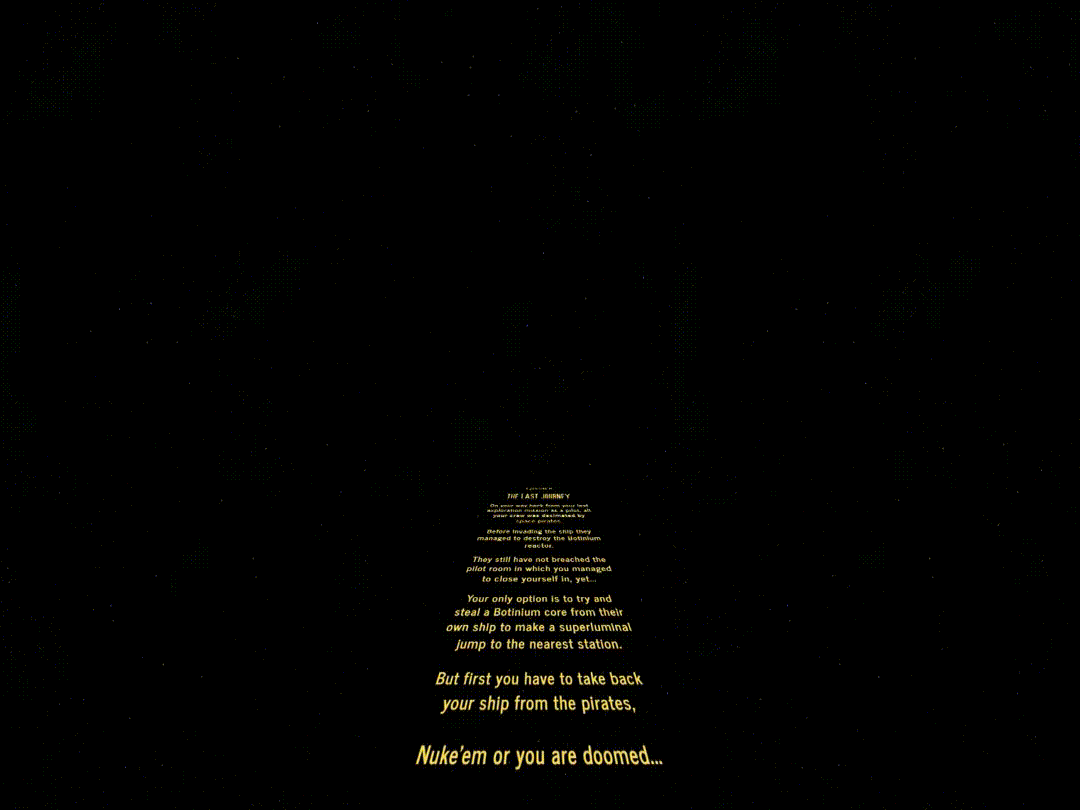 THE LAST JOURNEY
On your way back from your last
exploration mission as a pilot, all
your crew was decimated by
space pirates.
Before invading the ship they
managed to destroy the Botinium
reactor.
They still have not breached the
pilot room in which you managed
to close yourself in, yet...
Your only option is to try and
steal a Botinium core from their
own ship to make a superluminal
jump to the nearest station.
But first you have to take back
your ship from the pirates,
Nuke'em or you are doomed...